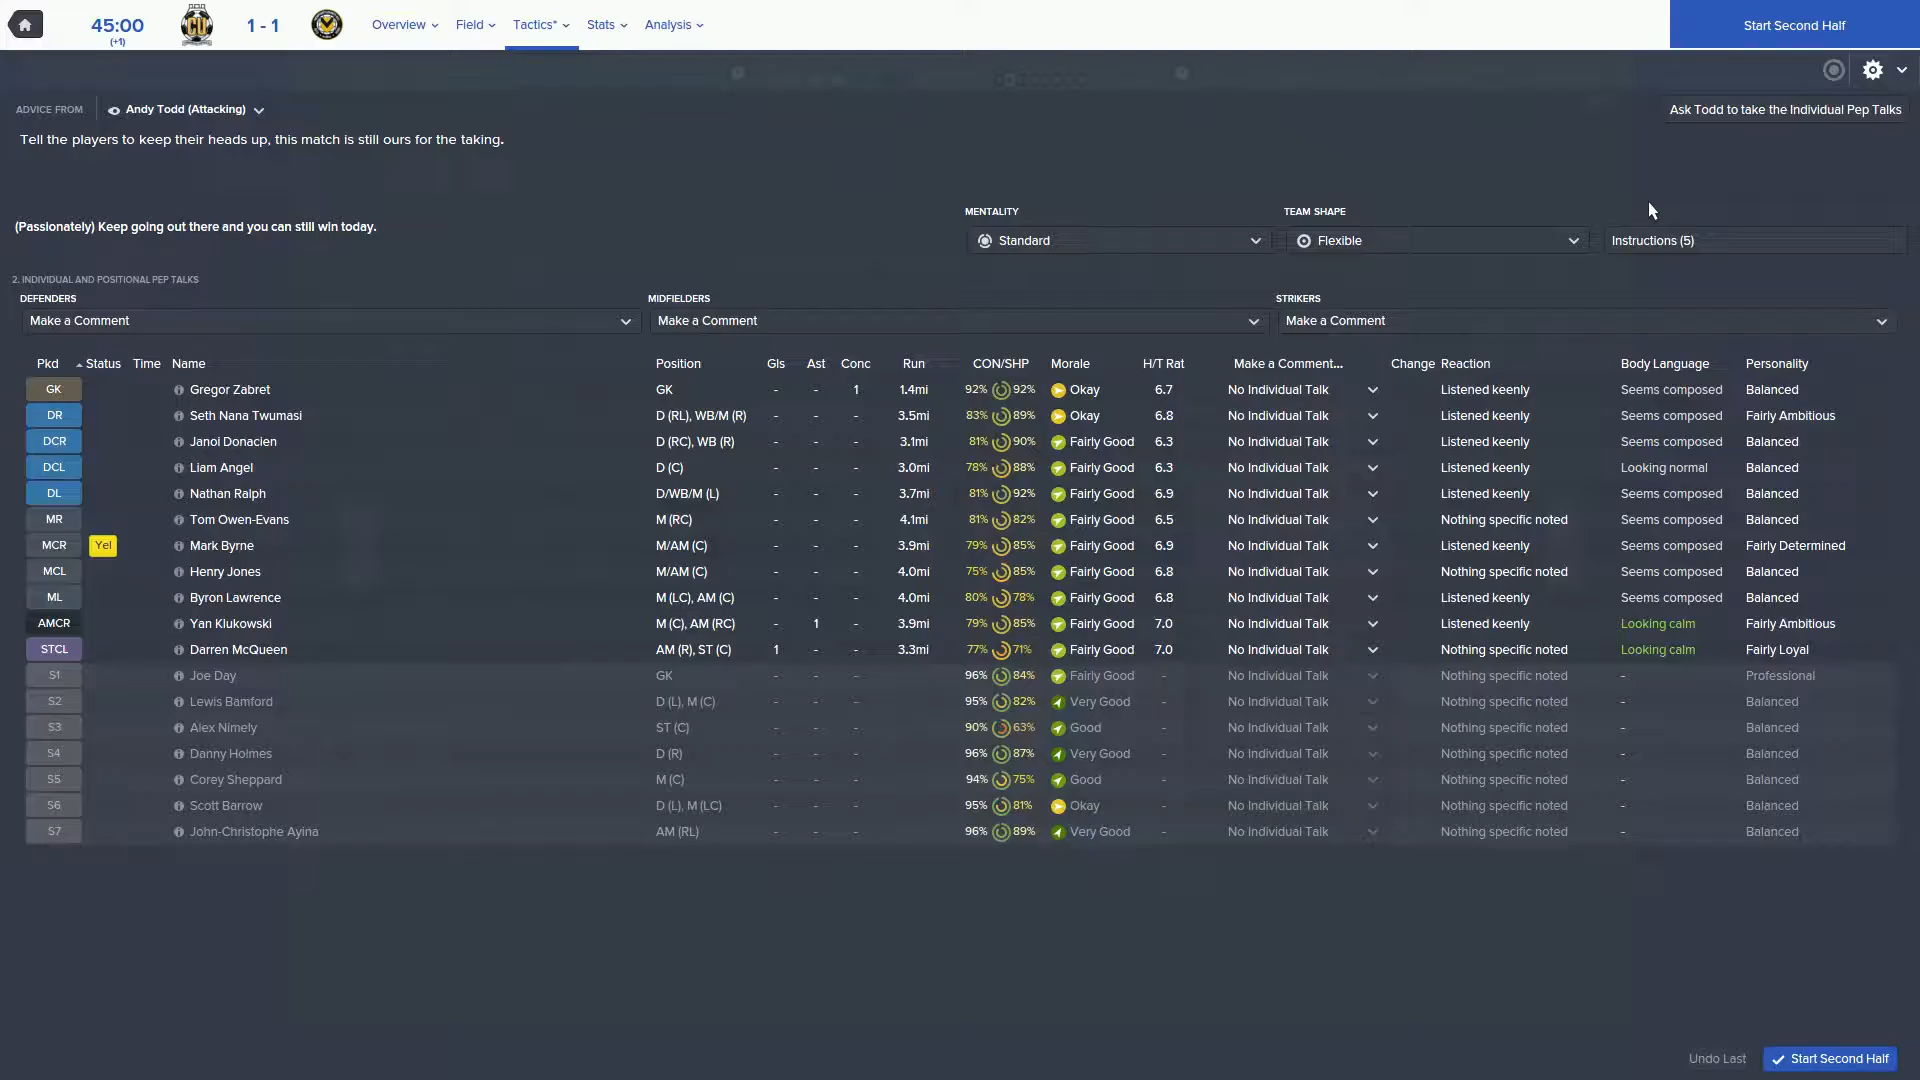 45:00
(+1)
CU
1 - 1
Overview
Field
Tactics*
Stats
Analysis
Start Second Half
ADVICE FROM
Andy Todd (Attacking)
Ask Todd to take the Individual Pep Talks
Tell the players to keep their heads up, this match is still ours for the taking.
MENTALITY
TEAM SHAPE
(Passionately) Keep going out there and you can still win today.
Standard
Flexible
Instructions (5)
2. INDIVIDUAL AND POSITIONAL PEP TALKS
DEFENDERS
MIDFIELDERS
STRIKERS
Make a Comment
Make a Comment
Make a Comment
Pkd Status Time Name Position Gls Ast Conc Run CON/SHP Morale H/T Rat Make a Comment... Change Reaction Body Language Personality
GK Gregor Zabret GK - - 1 1.4mi 92% 92% Okay 6.7 No Individual Talk Listened keenly Seems composed Balanced
DR Seth Nana Twumasi D (RL), WB/M (R) - - - 3.5mi 83% 89% Okay 6.8 No Individual Talk Listened keenly Seems composed Fairly Ambitious
DCR Janoi Donacien D (RC), WB (R) - - - 3.1mi 81% 90% Fairly Good 6.3 No Individual Talk Listened keenly Seems composed Balanced
DCL Liam Angel D (C) - - - 3.0mi 78% 88% Fairly Good 6.3 No Individual Talk Listened keenly Looking normal Balanced
DL Nathan Ralph D/WB/M (L) - - - 3.7mi 81% 92% Fairly Good 6.9 No Individual Talk Listened keenly Seems composed Balanced
MR Tom Owen-Evans M (RC) - - - 4.1mi 81% 82% Fairly Good 6.5 No Individual Talk Nothing specific noted Seems composed Balanced
MCR Yel Mark Byrne M/AM (C) - - - 3.9mi 79% 85% Fairly Good 6.9 No Individual Talk Listened keenly Seems composed Fairly Determined
MCL Henry Jones M/AM (C) - - - 4.0mi 75% 85% Fairly Good 6.8 No Individual Talk Nothing specific noted Seems composed Balanced
ML Byron Lawrence M (LC), AM (C) - - - 4.0mi 80% 78% Fairly Good 6.8 No Individual Talk Listened keenly Seems composed Balanced
AMCR Yan Klukowski M (C), AM (RC) - 1 - 3.9mi 79% 85% Fairly Good 7.0 No Individual Talk Listened keenly Looking calm Fairly Ambitious
STCL Darren McQueen AM (R), ST (C) 1 - - 3.3mi 77% 71% Fairly Good 7.0 No Individual Talk Nothing specific noted Looking calm Fairly Loyal
S1 Joe Day GK - - - 96% 84% Fairly Good - No Individual Talk Nothing specific noted - Professional
S2 Lewis Bamford D (L), M (C) - - - 95% 82% Very Good - No Individual Talk Nothing specific noted - Balanced
S3 Alex Nimely ST (C) - - - 90% 63% Good - No Individual Talk Nothing specific noted - Balanced
S4 Danny Holmes D (R) - - - 96% 87% Very Good - No Individual Talk Nothing specific noted - Balanced
S5 Corey Sheppard M (C) - - - 94% 75% Good - No Individual Talk Nothing specific noted - Balanced
S6 Scott Barrow D (L), M (LC) - - - 95% 81% Okay - No Individual Talk Nothing specific noted - Balanced
S7 John-Christophe Ayina AM (RL) - - - 96% 89% Very Good - No Individual Talk Nothing specific noted - Balanced
Undo Last
Start Second Half